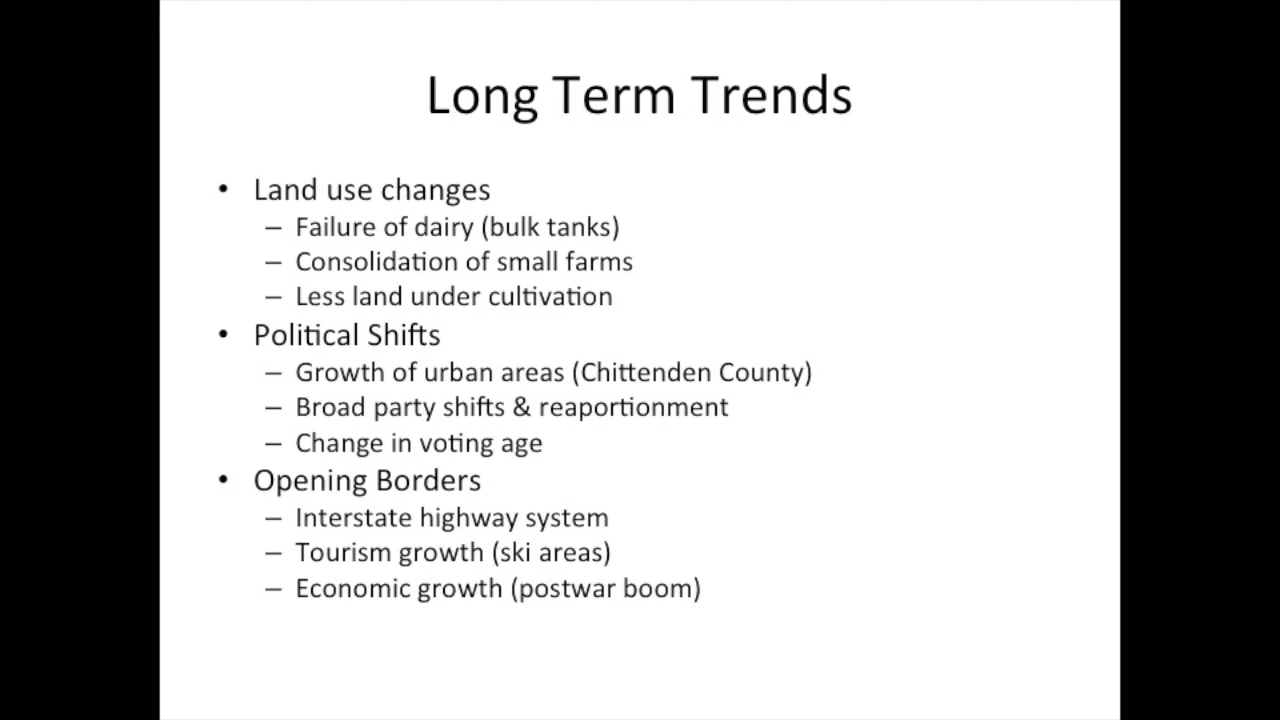 Long Term Trends
• Land use changes
– Failure of dairy (bulk tanks)
– Consolidation of small farms
– Less land under cultivation
• Political Shifts
– Growth of urban areas (Chittenden County)
– Broad party shifts & reaportionment
– Change in voting age
• Opening Borders
– Interstate highway system
– Tourism growth (ski areas)
– Economic growth (postwar boom)